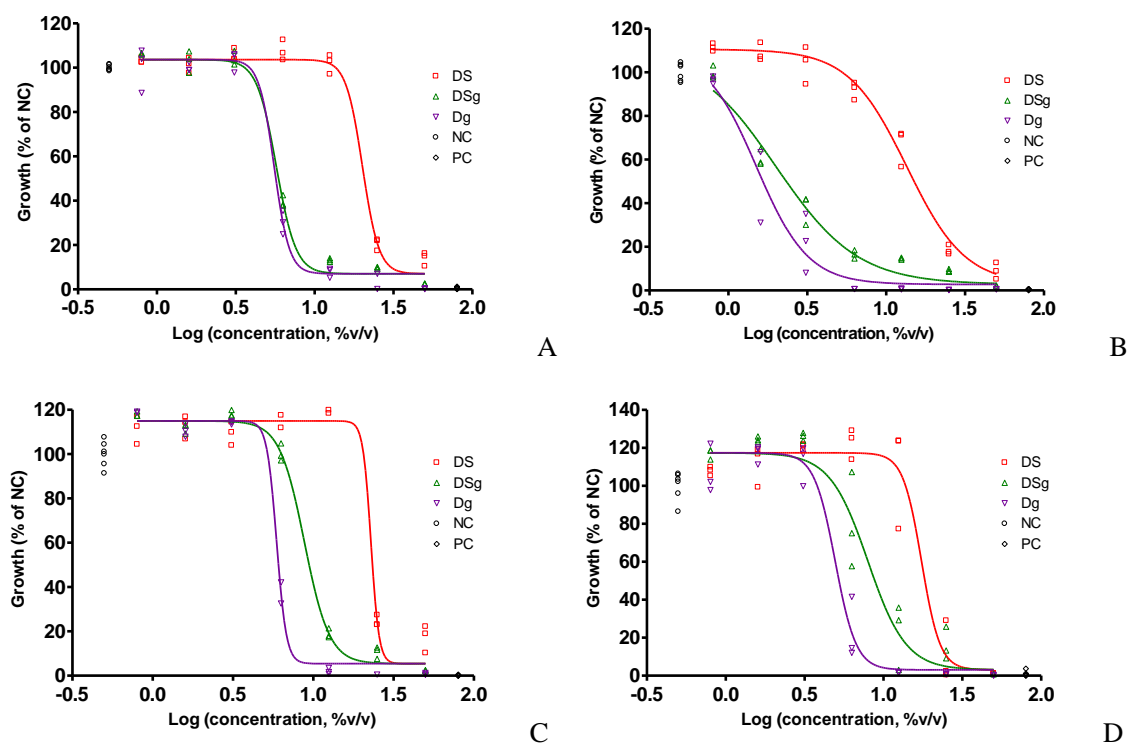 Growth (% of NC)
120
100
80
60
40
20
0
-0.5 0.0 0.5 1.0 1.5 2.0
Log (concentration, %v/v)
DS
DSg
Dg
NC
PC
A
Growth (% of NC)
120
100
80
60
40
20
0
-0.5 0.0 0.5 1.0 1.5 2.0
Log (concentration, %v/v)
DS
DSg
Dg
NC
PC
B
Growth (% of NC)
120
100
80
60
40
20
0
-0.5 0.0 0.5 1.0 1.5 2.0
Log (concentration, %v/v)
DS
DSg
Dg
NC
PC
C
Growth (% of NC)
140
120
100
80
60
40
20
0
-0.5 0.0 0.5 1.0 1.5 2.0
Log (concentration, %v/v)
DS
DSg
Dg
NC
PC
D